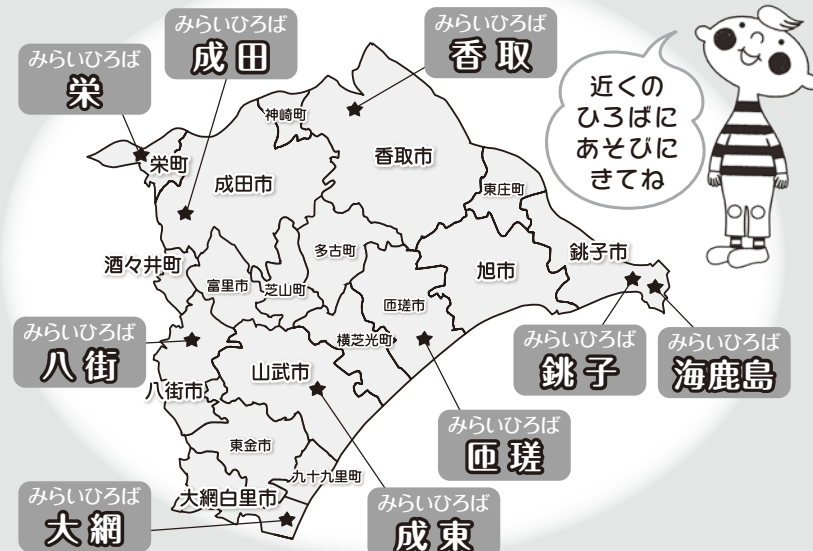 みらいひろば
栄
みらいひろば
成田
みらいひろば
香取
近くの
ひろばに
あそびに
きてね
神崎町
栄町
成田市
香取市
東庄町
酒々井町
富里市
芝山町
多古町
匝瑳市
旭市
銚子市
横芝光町
みらいひろば
八街
八街市
山武市
みらいひろば
銚子
みらいひろば
海鹿島
東金市
九十九里町
みらいひろば
匝瑳
大網白里市
みらいひろば
大網
みらいひろば
成東